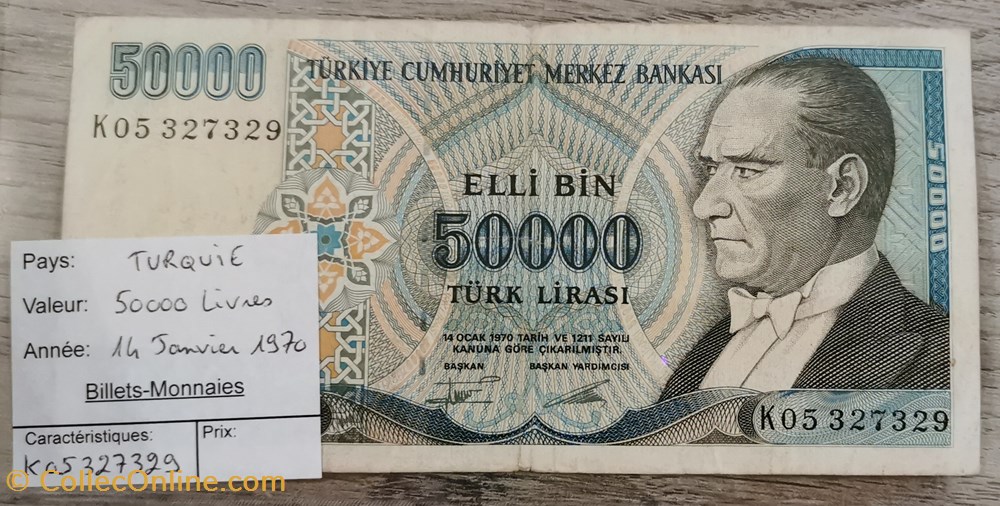 50000
TÜRKİYE CUMHURİYET MERKEZ BANKASI
K05 327329
50000
ELLİ BİN
50000
TÜRK LİRASI
14 OCAK 1970 TARİH VE 1211 SAYILI
KANUNA GÖRE ÇIKARILMIŞTIR.
BAŞKAN BAŞKAN YARDIMCISI
K05 327329
Pays: TURQUIE
Valeur: 50000 Livres
Année: 14 Janvier 1970
Billets-Monnaies
Caractéristiques: Prix:
K05327329
© CollecOnline.com